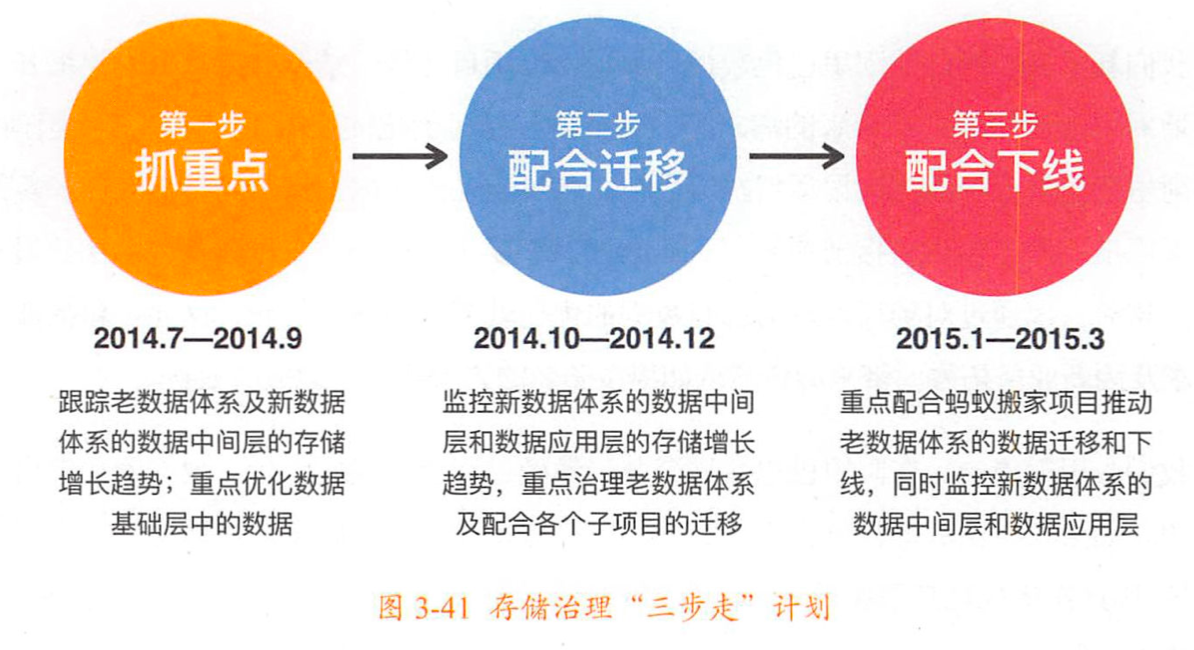 第一步
抓重点
2014.7—2014.9
跟踪老数据体系及新数据
体系的数据中间层的存储
增长趋势；重点优化数据
基础层中的数据
第二步
配合迁移
2014.10—2014.12
监控新数据体系的数据中间
层和数据应用层的存储增长
趋势，重点治理老数据体系
及配合各个子项目的迁移
第三步
配合下线
2015.1—2015.3
重点配合蚂蚁搬家项目推动
老数据体系的数据迁移和下
线，同时监控新数据体系的
数据中间层和数据应用层
图 3-41 存储治理“三步走”计划